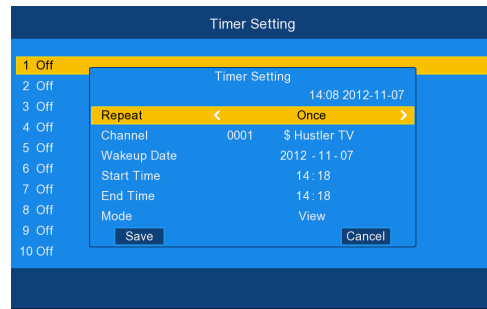 Timer Setting
1 Off
2 Off
3 Off
4 Off
5 Off
6 Off
7 Off
8 Off
9 Off
10 Off
Timer Setting
14:08 2012-11-07
Repeat Once
Channel 0001 $ Hustler TV
Wakeup Date 2012 - 11 - 07
Start Time 14 : 18
End Time 14 : 18
Mode View
Save Cancel